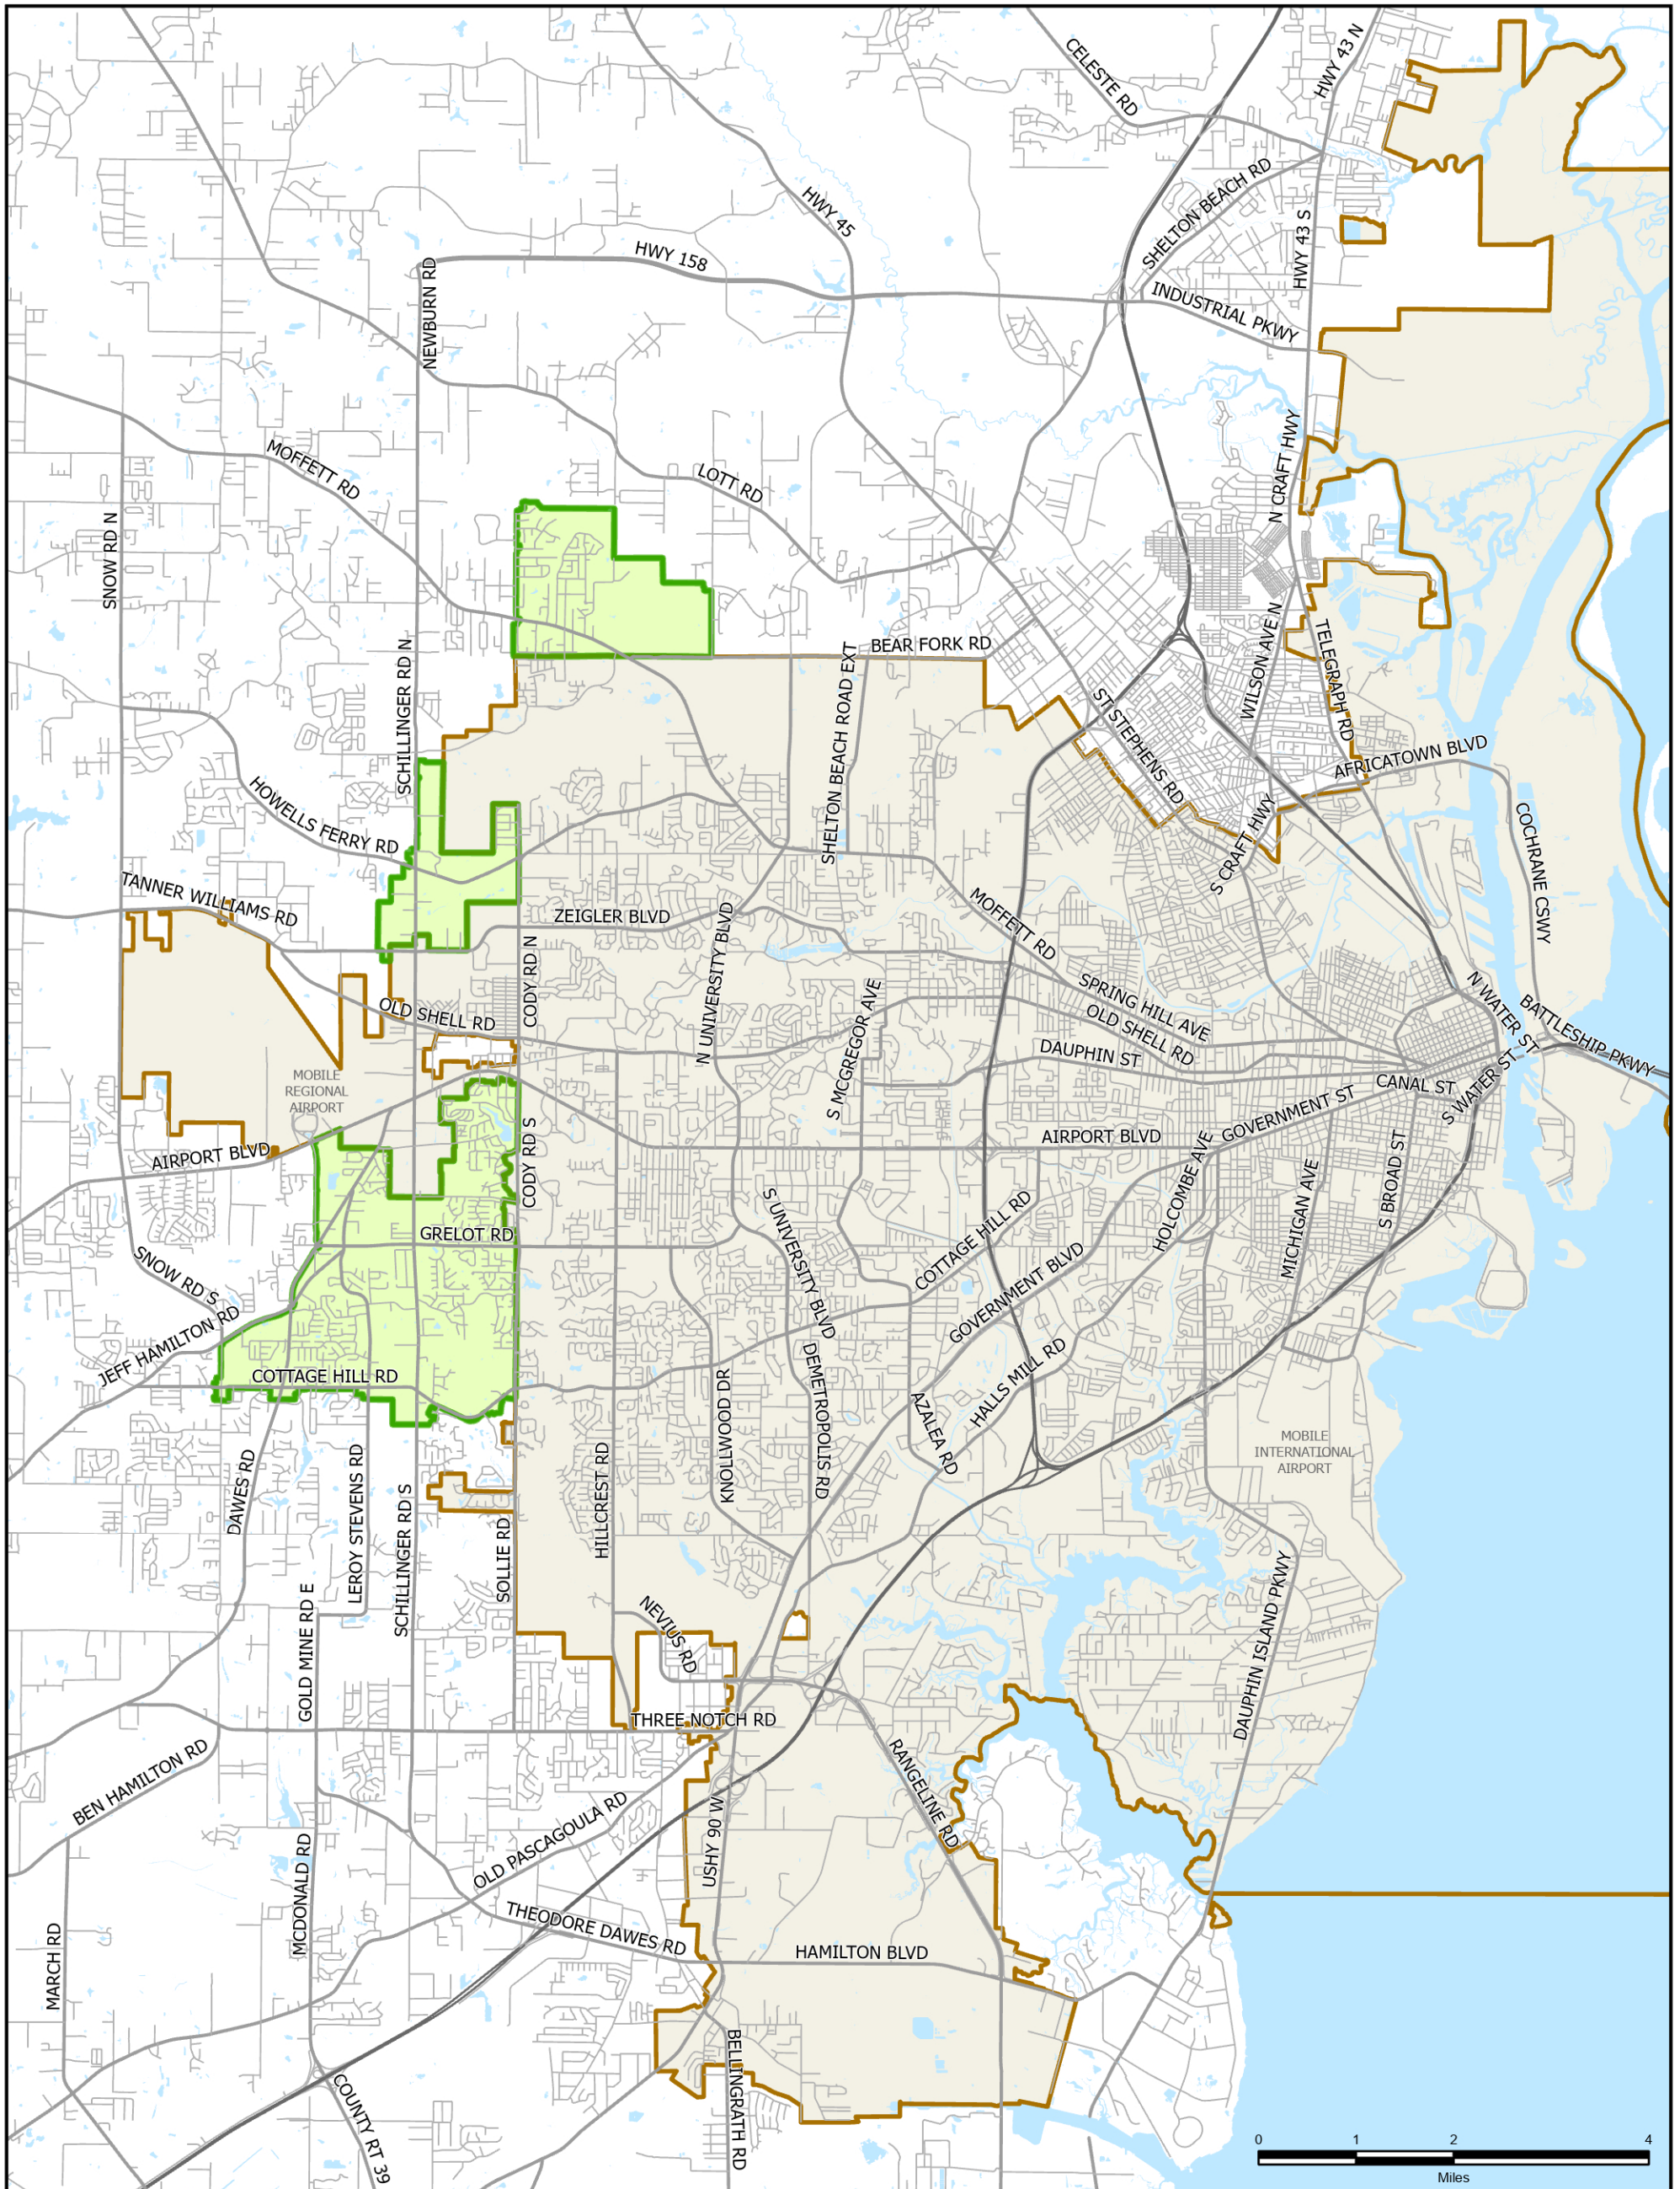 CELESTE RD
HWY 43 N
HWY 45
SHELTON BEACH RD
HWY 158
HWY 43 S
NEWBURN RD
INDUSTRIAL PKWY
MOFFETT RD
LOTT RD
N CRAFT HWY
SNOW RD N
SCHILLINGER RD N
BEAR FORK RD
SHELTON BEACH ROAD EXT
WILSON AVE N
TELEGRAPH RD
ST STEPHENS RD
AFRICATOWN BLVD
HOWELLS FERRY RD
COCHRANE CSWY
S CRAFT HWY
TANNER WILLIAMS RD
ZEIGLER BLVD
MOFFETT RD
CODY RD N
N UNIVERSITY BLVD
OLD SHELL RD
S MCGREGOR AVE
SPRING HILL AVE
OLD SHELL RD
N WATER ST
BATTLESHIP PKWY
DAUPHIN ST
MOBILE
REGIONAL
AIRPORT
CANAL ST
S WATER ST
GOVERNMENT ST
AIRPORT BLVD
AIRPORT BLVD
CODY RD S
HOLCOMBE AVE
MICHIGAN AVE
S BROAD ST
GRELOT RD
S UNIVERSITY BLVD
COTTAGE HILL RD
SNOW RD S
GOVERNMENT BLVD
JEFF HAMILTON RD
COTTAGE HILL RD
DEMETROPOLIS RD
HALLS MILL RD
KNOLLWOOD DR
AZALEA RD
MOBILE
INTERNATIONAL
AIRPORT
DAWES RD
LEROY STEVENS RD
SCHILLINGER RD S
HILLCREST RD
SOLLIE RD
GOLD MINE RD E
NEVIUS RD
DAUPHIN ISLAND PKWY
THREE NOTCH RD
BEN HAMILTON RD
RANGELINE RD
OLD PASCAGOULA RD
USHY 90 W
MCDONALD RD
THEODORE DAWES RD
HAMILTON BLVD
MARCH RD
BELLINGRATH RD
COUNTY RT 39
0 1 2 4
Miles